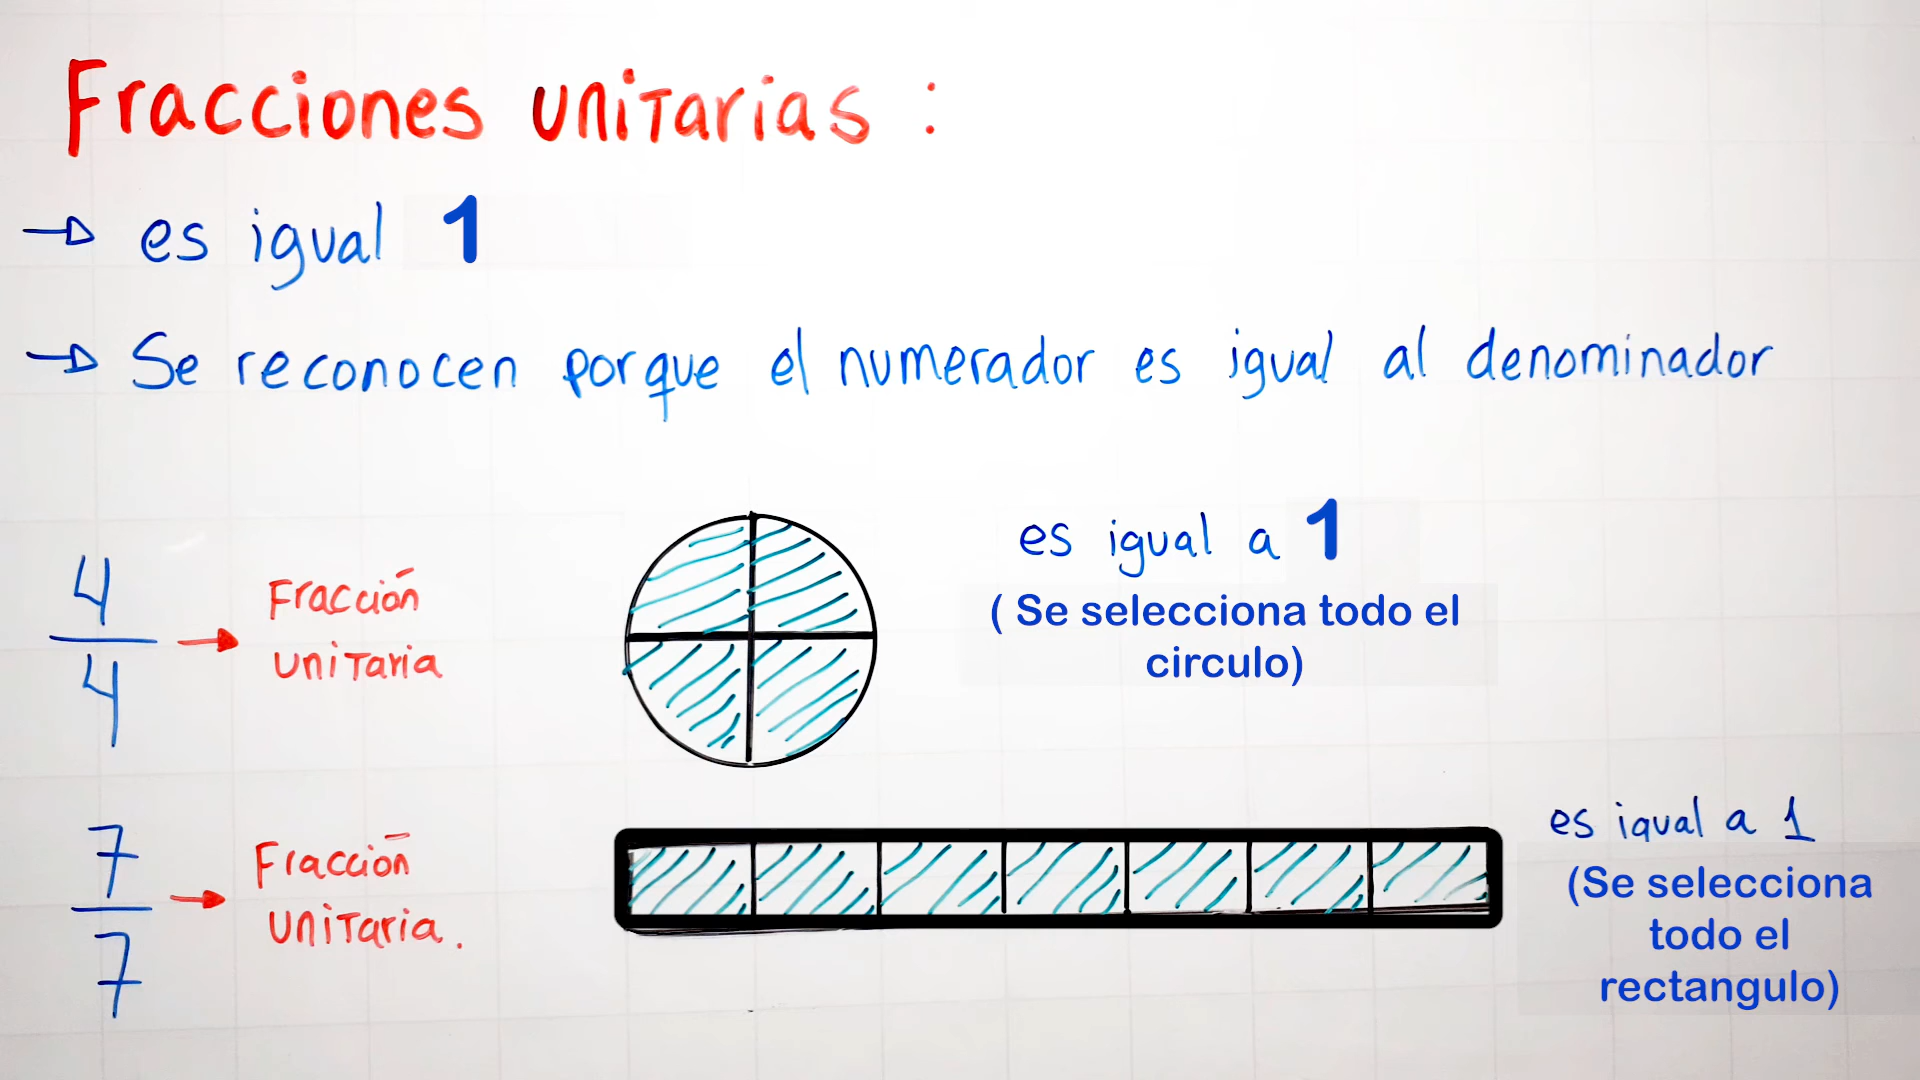 Fracciones unitarias :
→ es igual 1
→ Se reconocen porque el numerador es igual al denominador
4
4
→ Fracción
unitaria
es igual a 1
( Se selecciona todo el
circulo)
7
7
→ Fracción
unitaria.
es igual a 1
(Se selecciona
todo el
rectangulo)